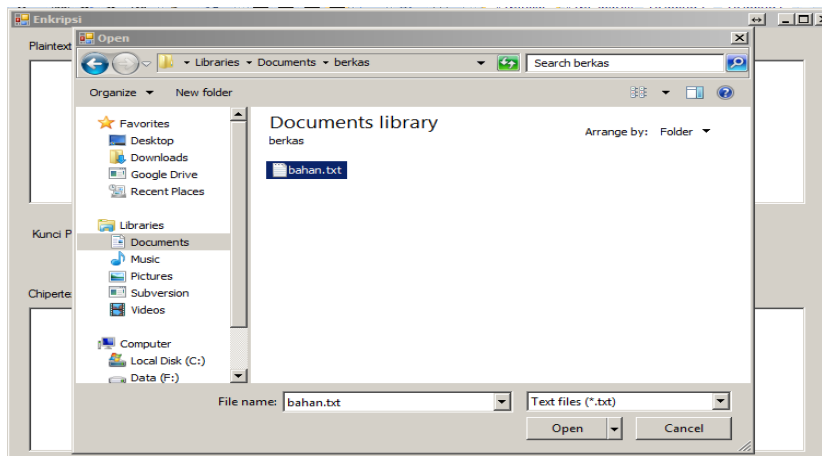 Enkripsi
Plaintext
Open
Libraries Documents berkas
Search berkas
Organize New folder
Favorites
Desktop
Downloads
Google Drive
Recent Places
Libraries
Documents
Music
Pictures
Subversion
Videos
Computer
Local Disk (C:)
Data (F:)
Documents library
berkas
Arrange by: Folder
bahan.txt
Kunci P
Chiperte
File name: bahan.txt
Text files (*.txt)
Open
Cancel